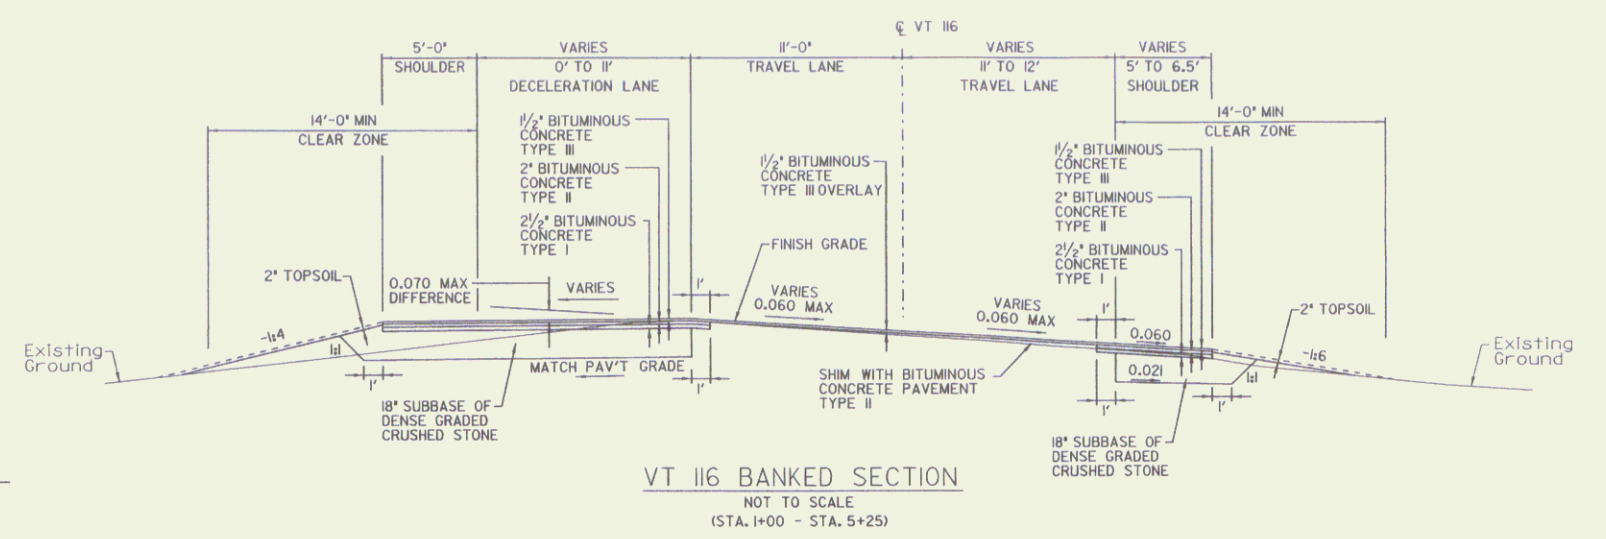 ℄ VT 116
5'-0"
SHOULDER
VARIES
0' TO 11'
DECELERATION LANE
11'-0"
TRAVEL LANE
VARIES
11' TO 12'
TRAVEL LANE
VARIES
5' TO 6.5'
SHOULDER
14'-0" MIN
CLEAR ZONE
14'-0" MIN
CLEAR ZONE
1½" BITUMINOUS
CONCRETE
TYPE III
2" BITUMINOUS
CONCRETE
TYPE II
2½" BITUMINOUS
CONCRETE
TYPE I
1½" BITUMINOUS
CONCRETE
TYPE III OVERLAY
1½" BITUMINOUS
CONCRETE
TYPE III
2" BITUMINOUS
CONCRETE
TYPE II
2½" BITUMINOUS
CONCRETE
TYPE I
FINISH GRADE
2" TOPSOIL
0.070 MAX
DIFFERENCE
VARIES
1'
VARIES
0.060 MAX
VARIES
0.060 MAX
1'
2" TOPSOIL
-1:4
1:1
Existing
Ground
1'
MATCH PAV'T GRADE
1'
0.060
0.021
1:1
-1:6
Existing
Ground
1'
1'
18" SUBBASE OF
DENSE GRADED
CRUSHED STONE
SHIM WITH BITUMINOUS
CONCRETE PAVEMENT
TYPE II
18" SUBBASE OF
DENSE GRADED
CRUSHED STONE
VT 116 BANKED SECTION
NOT TO SCALE
(STA. 1+00 - STA. 5+25)